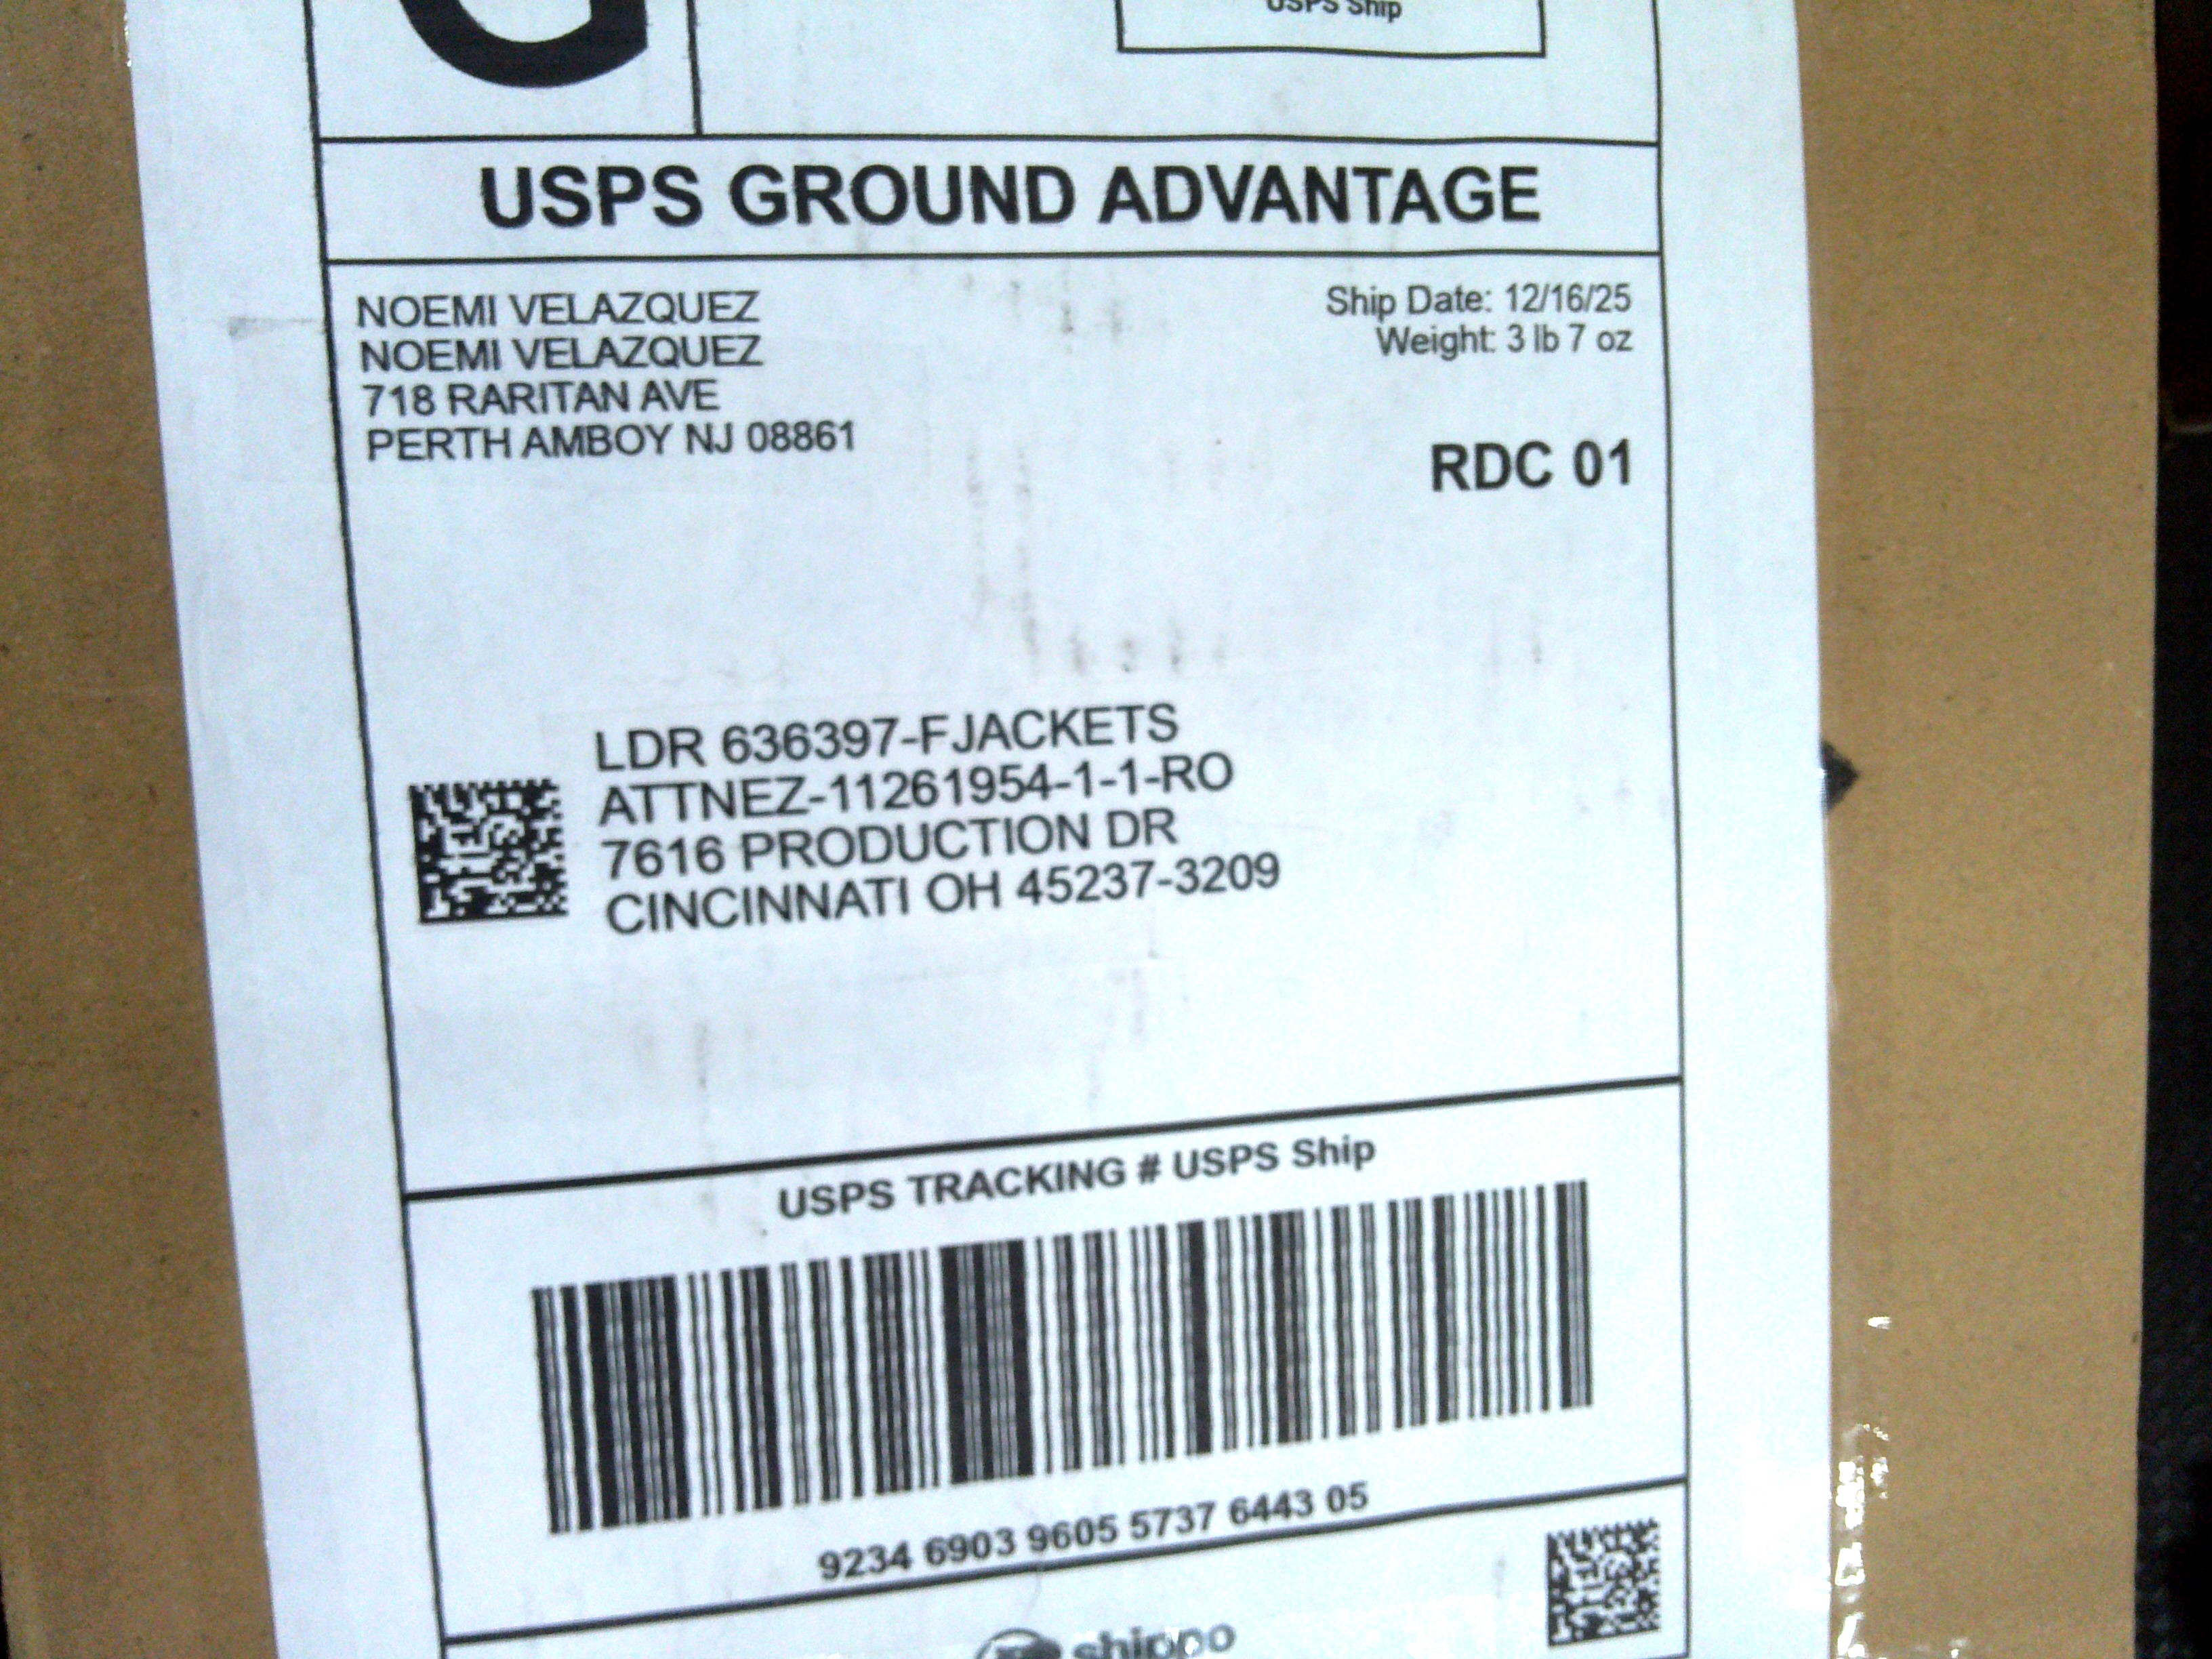 G
USPS Ship
USPS GROUND ADVANTAGE
NOEMI VELAZQUEZ
NOEMI VELAZQUEZ
718 RARITAN AVE
PERTH AMBOY NJ 08861
Ship Date: 12/16/25
Weight: 3 lb 7 oz
RDC 01
LDR 636397-FJACKETS
ATTNEZ-11261954-1-1-RO
7616 PRODUCTION DR
CINCINNATI OH 45237-3209
USPS TRACKING # USPS Ship
9234 6903 9605 5737 6443 05
shippo